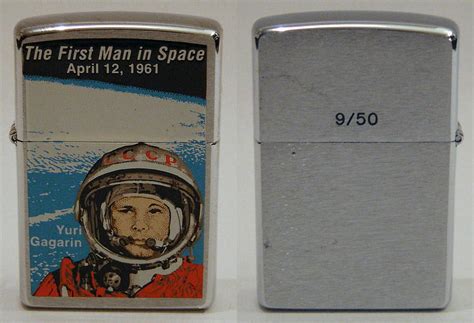 The First Man in Space
April 12, 1961
CCCP
Yuri
Gagarin
9/50